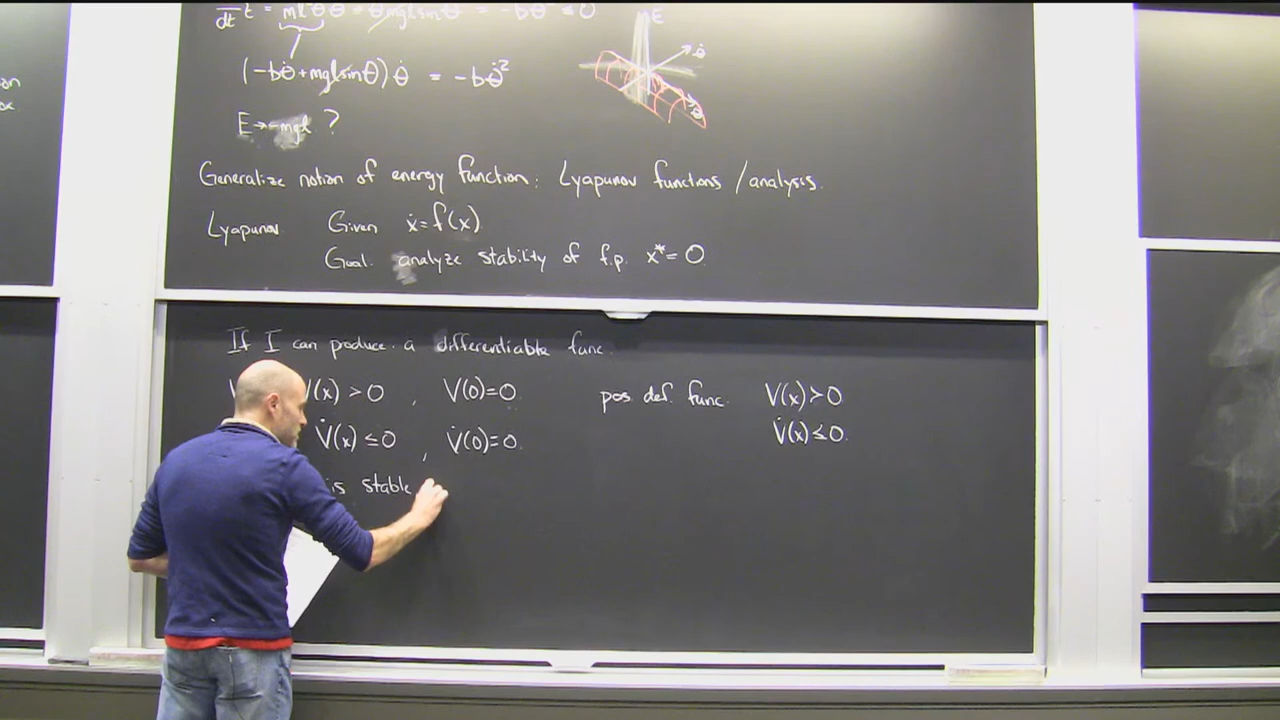 on
d/dt E = ml²θ̇θ̈ + θ̇mglsinθ = -bθ̇² ≤ 0
(-bθ̇+mglsinθ)θ̇ = -bθ̇²
E
θ̇
θ
E→-mgl ?
Generalize notion of energy function: Lyapunov functions / analysis.
Lyapunov Given ẋ=f(x)
Goal. analyze stability of f.p. x*=0
If I can produce a differentiable func.
V(x) > 0 , V(0)=0. pos. def. func. V(x)≻0
V̇(x) ≤ 0 , V̇(0)=0. V̇(x)≼0.
is stable